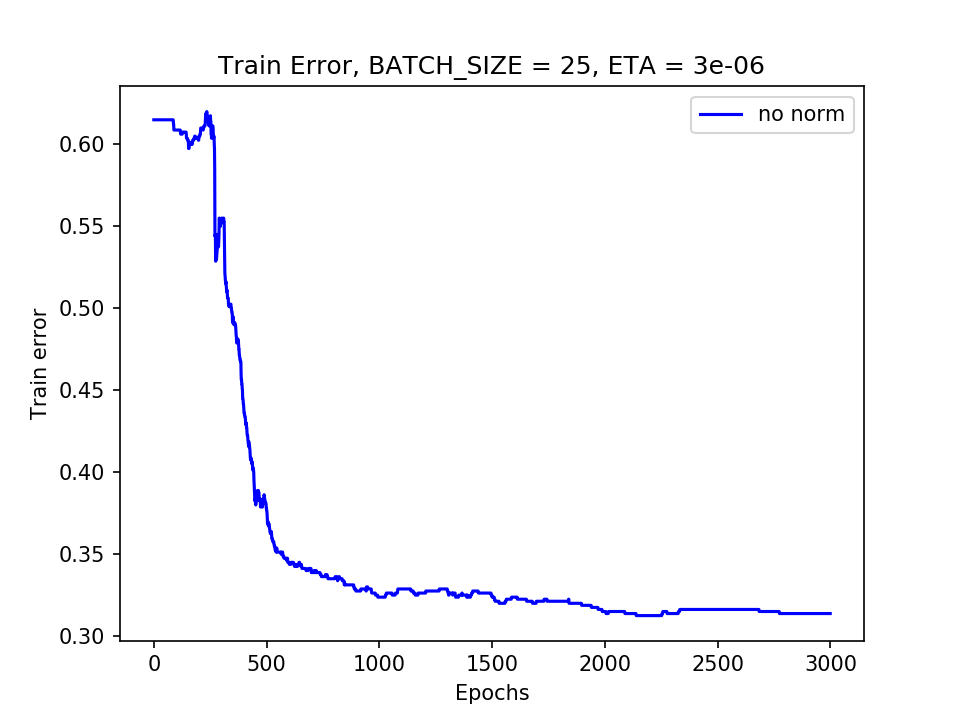 Train Error, BATCH_SIZE = 25, ETA = 3e-06
no norm
Train error
0.60
0.55
0.50
0.45
0.40
0.35
0.30
0 500 1000 1500 2000 2500 3000
Epochs